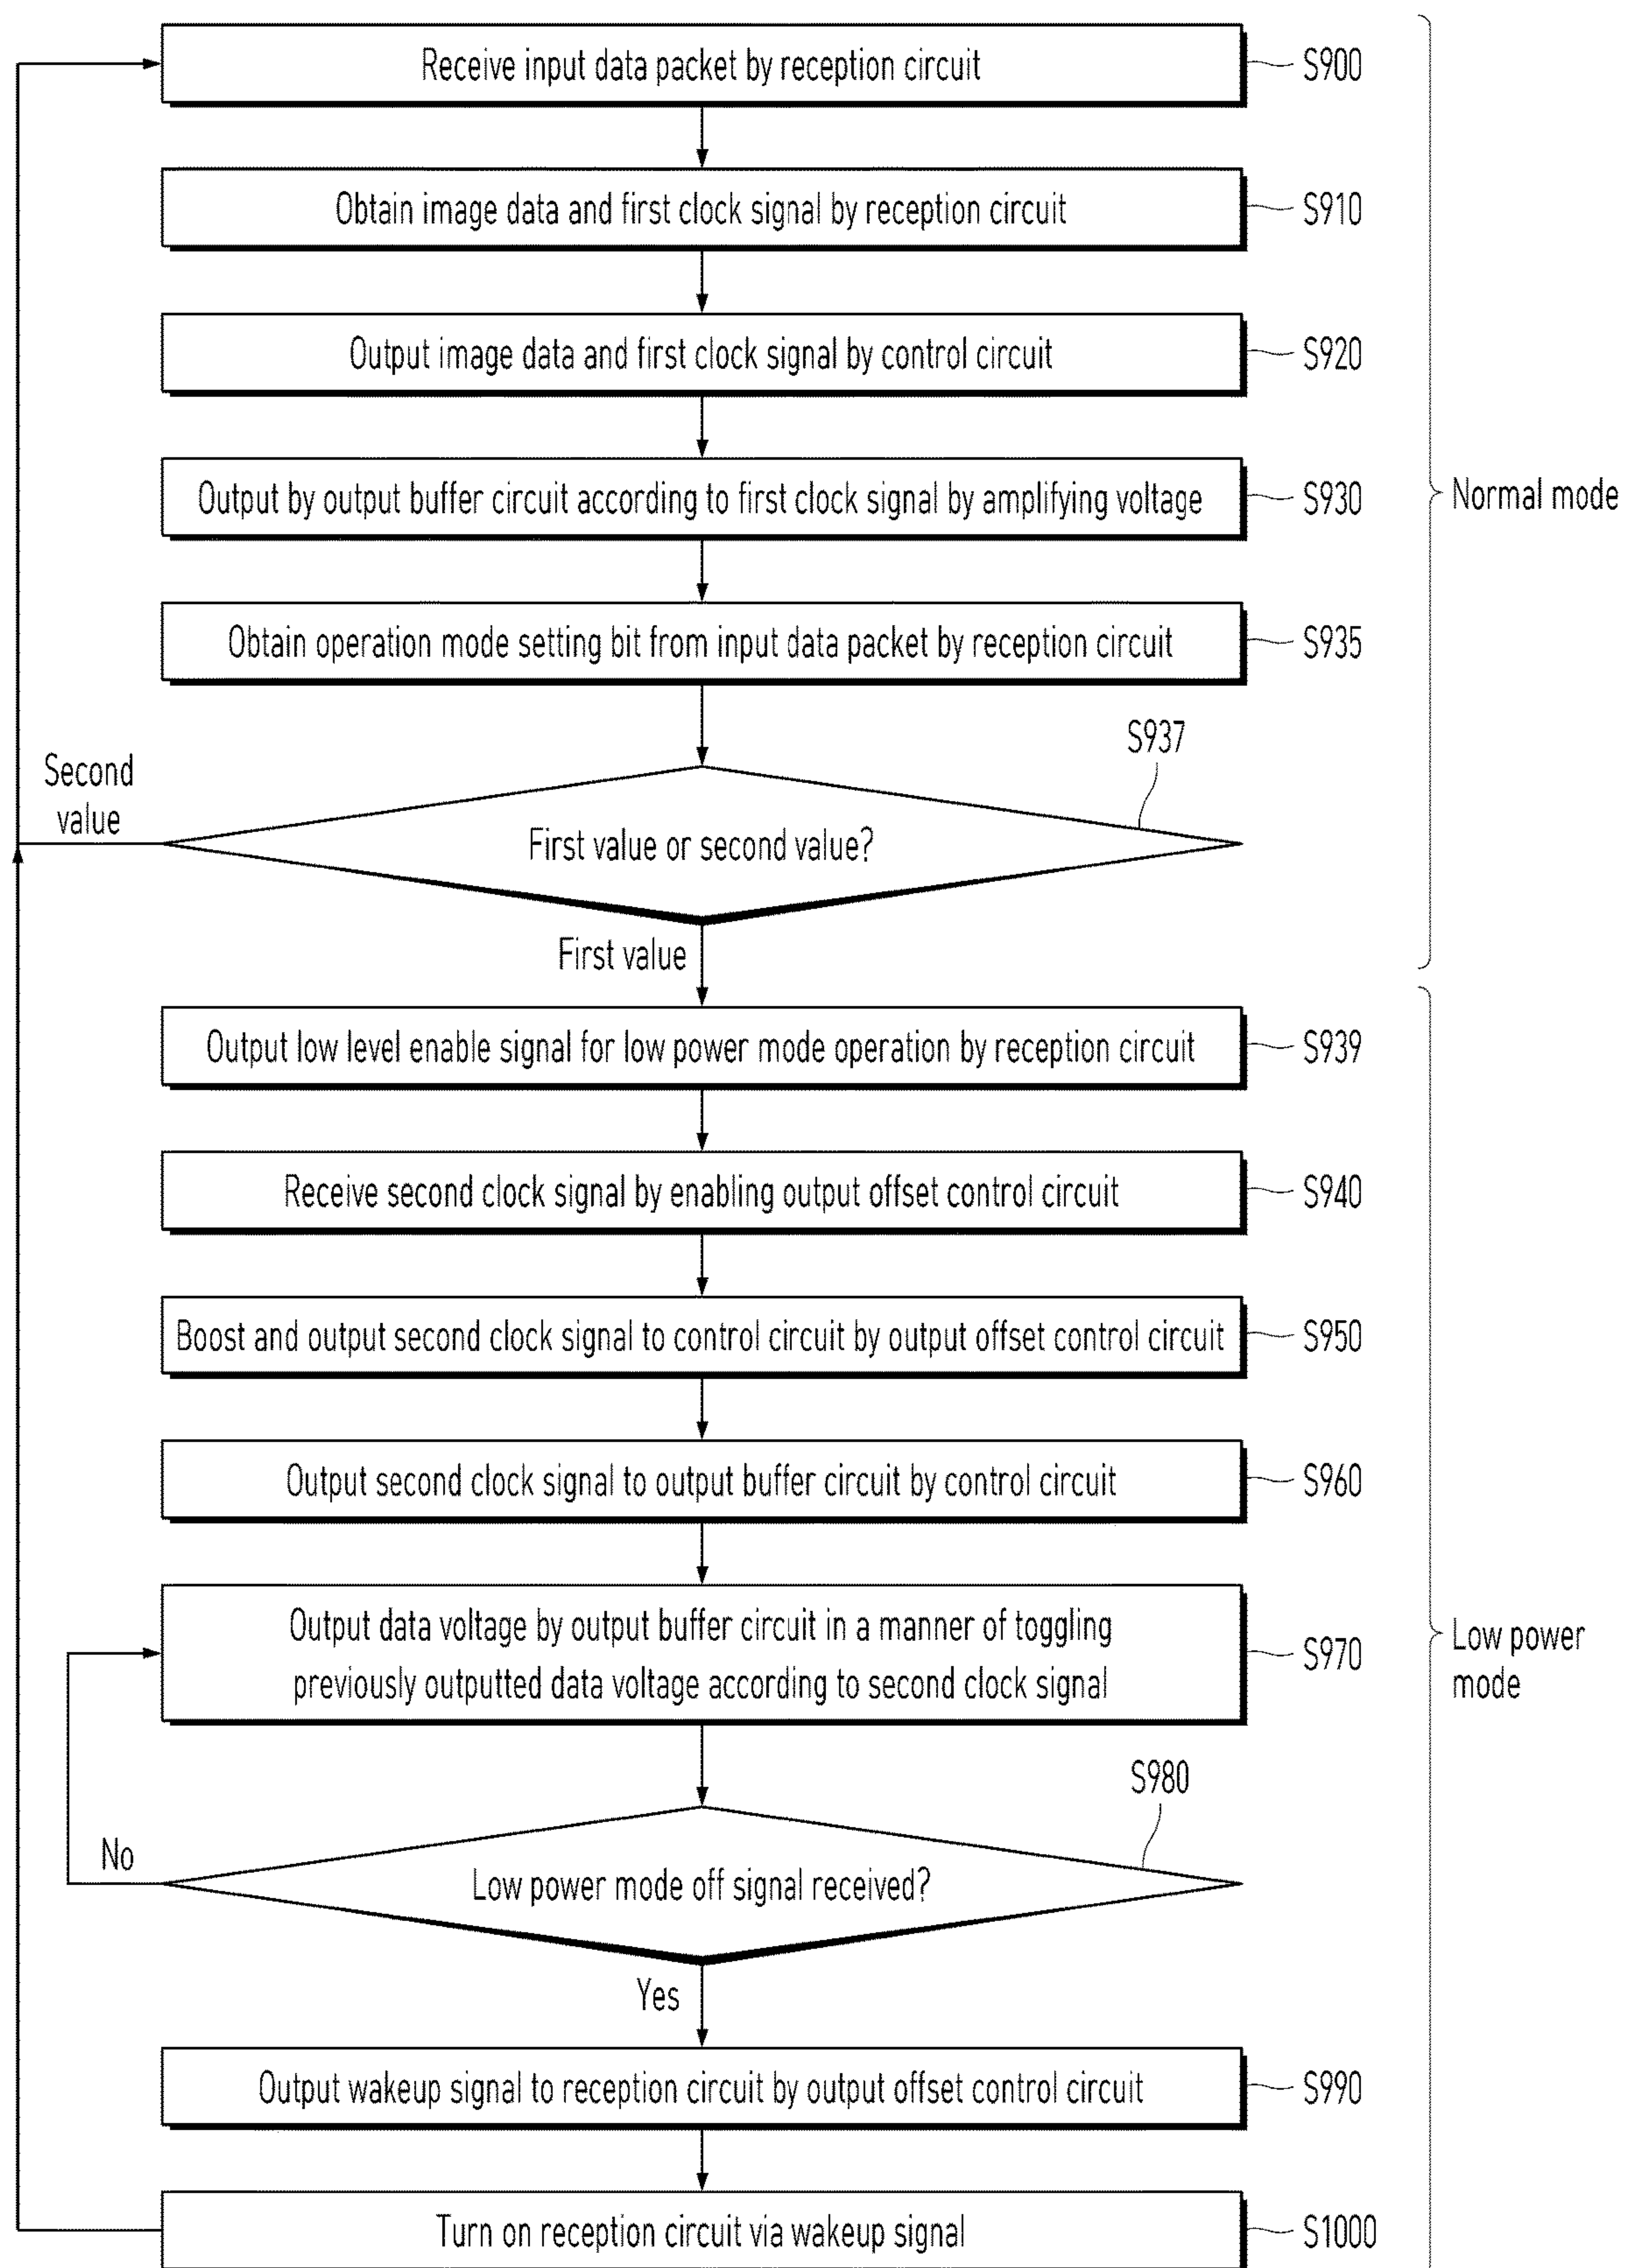 Receive input data packet by reception circuit
S900
Obtain image data and first clock signal by reception circuit
S910
Output image data and first clock signal by control circuit
S920
Output by output buffer circuit according to first clock signal by amplifying voltage
S930
Normal mode
Obtain operation mode setting bit from input data packet by reception circuit
S935
S937
Second
value
First value or second value?
First value
Output low level enable signal for low power mode operation by reception circuit
S939
Receive second clock signal by enabling output offset control circuit
S940
Boost and output second clock signal to control circuit by output offset control circuit
S950
Output second clock signal to output buffer circuit by control circuit
S960
Output data voltage by output buffer circuit in a manner of toggling
previously outputted data voltage according to second clock signal
S970
Low power
mode
S980
No
Low power mode off signal received?
Yes
Output wakeup signal to reception circuit by output offset control circuit
S990
Turn on reception circuit via wakeup signal
S1000